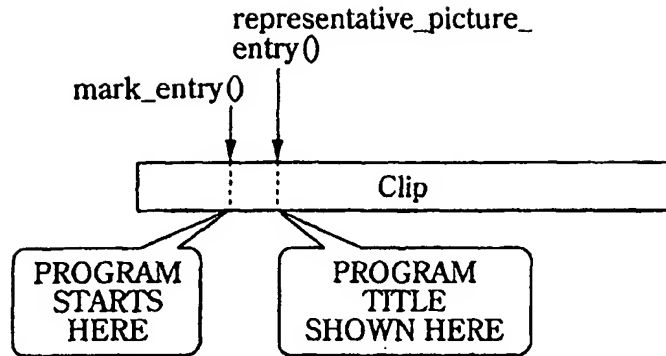 representative_picture_
entry()
mark_entry()
Clip
PROGRAM
STARTS
HERE
PROGRAM
TITLE
SHOWN HERE